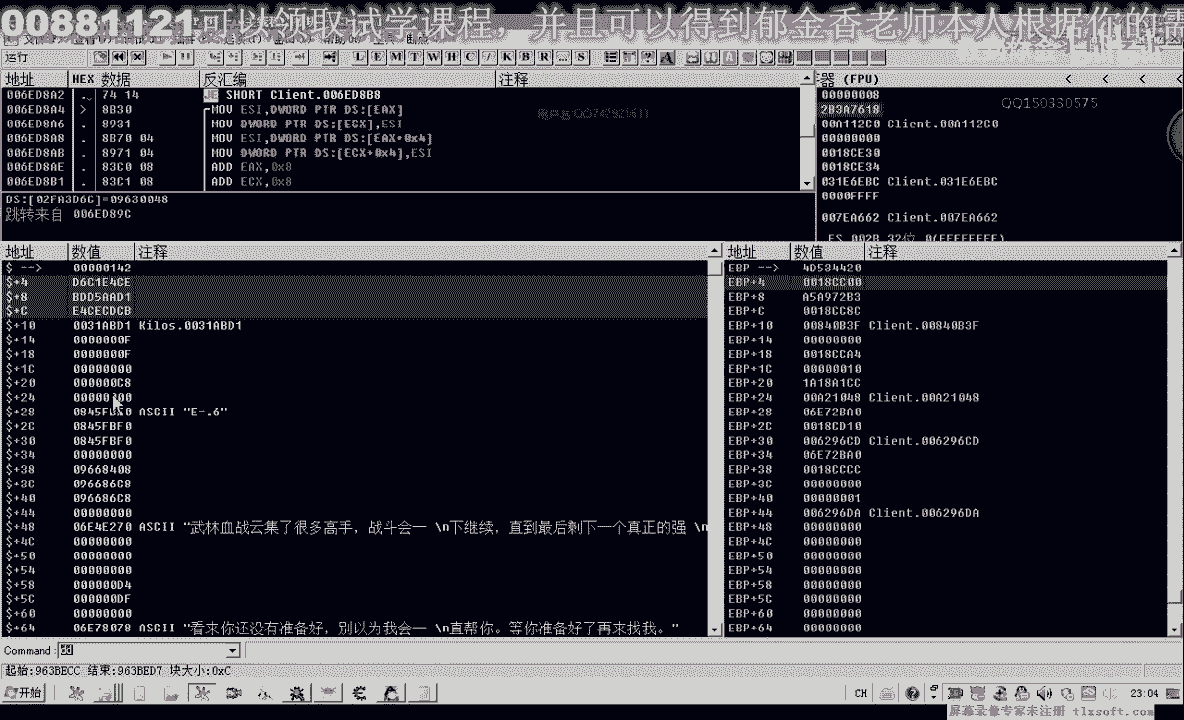 00881121可以领取试学课程，并且可以得到郁金香老师本人根据你的需
运行 L E M T W H C / K B R ... S
地址 HEX 数据 反汇编 注释
006ED8A2 . 74 14 JE SHORT Client.006ED8B8
006ED8A4 > 8B30 MOV ESI,DWORD PTR DS:[EAX]
006ED8A6 . 8931 MOV DWORD PTR DS:[ECX],ESI
006ED8A8 . 8B70 04 MOV ESI,DWORD PTR DS:[EAX+0x4]
006ED8AB . 8971 04 MOV DWORD PTR DS:[ECX+0x4],ESI
006ED8AE . 83C0 08 ADD EAX,0x8
006ED8B1 . 83C1 08 ADD ECX,0x8
DS:[02FA3D6C]=09630048
跳转来自 006ED89C
器 (FPU) < < < <
00000008
2B3A7618
QQ150330575
00A112C0 Client.00A112C0
00000000
0018CE30
0018CE34
031E6EBC Client.031E6EBC
0000FFFF
007EA662 Client.007EA662
ES 002B 32位 0(FFFFFFFF)
地址 数值 注释
$ --> 00000142
$+4 D6C1E4CE
$+8 BDD5AAD1
$+C E4CECDCB
$+10 0031ABD1 Kilos.0031ABD1
$+14 0000000F
$+18 0000000F
$+1C 00000000
$+20 000000C8
$+24
$+28 ASCII "E-.6"
$+2C 0845FBF0
$+30 0845FBF0
$+34 00000000
$+38 09668408
$+3C 096686C8
$+40 096686C8
$+44 00000000
$+48 06E4E270 ASCII "武林血战云集了很多高手，战斗会一 \n下继续，直到最后剩下一个真正的强 \n
$+4C 00000000
$+50 00000000
$+54 00000000
$+58 000000D4
$+5C 000000DF
$+60 00000000
$+64 06E78078 ASCII "看来你还没有准备好，别以为我会一 \n直帮你。等你准备好了再来找我。"
地址 数值 注释
EBP --> 4D534420
EBP+4 0018CC00
EBP+8 A5A972B3
EBP+C 0018CC8C
EBP+10 00840B3F Client.00840B3F
EBP+14 00000000
EBP+18 0018CCA4
EBP+1C 00000010
EBP+20 1A18A1CC
EBP+24 00A21048 Client.00A21048
EBP+28 06E72BA0
EBP+2C 0018CD10
EBP+30 006296CD Client.006296CD
EBP+34 06E72BA0
EBP+38 0018CCCC
EBP+3C 00000000
EBP+40 00000001
EBP+44 006296DA Client.006296DA
EBP+48 00000000
EBP+4C 00000000
EBP+50 00000000
EBP+54 00000000
EBP+58 00000000
EBP+5C 00000000
EBP+60 00000000
EBP+64 00000000
Command:
起始:963BECC 结束:963BED7 块大小:0xC
开始 CH 23:04
屏幕录像专家未注册 tlxsoft.com